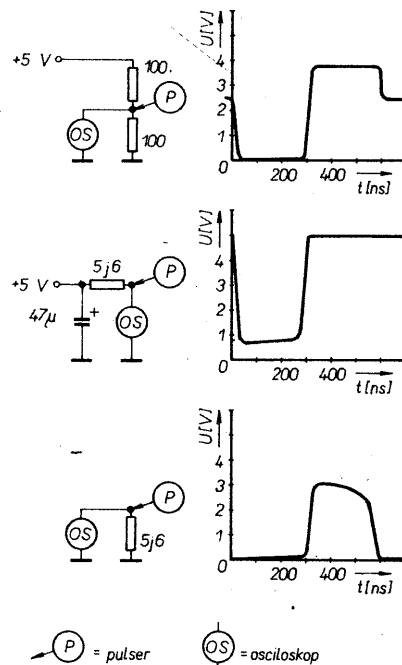 +5 V
100
P
OS
100
U[V]
5
4
3
2
1
0
200 400
t[ns]
+5 V
5j6
P
47µ
+
OS
U[V]
4
3
2
1
0
200 400
t[ns]
P
OS
5j6
U[V]
4
3
2
1
0
200 400
t[ns]
P = pulser
OS = osciloskop